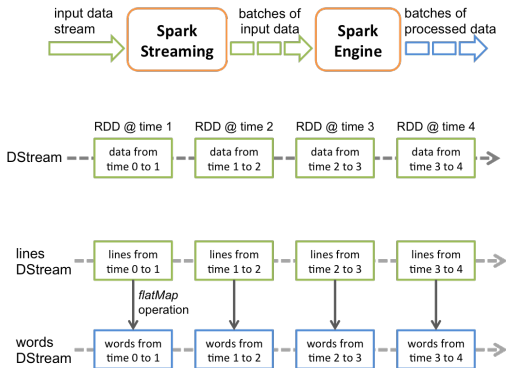 input data
stream
Spark
Streaming
batches of
input data
Spark
Engine
batches of
processed data
RDD @ time 1
RDD @ time 2
RDD @ time 3
RDD @ time 4
DStream
data from
time 0 to 1
data from
time 1 to 2
data from
time 2 to 3
data from
time 3 to 4
lines
DStream
lines from
time 0 to 1
lines from
time 1 to 2
lines from
time 2 to 3
lines from
time 3 to 4
flatMap
operation
words
DStream
words from
time 0 to 1
words from
time 1 to 2
words from
time 2 to 3
words from
time 3 to 4